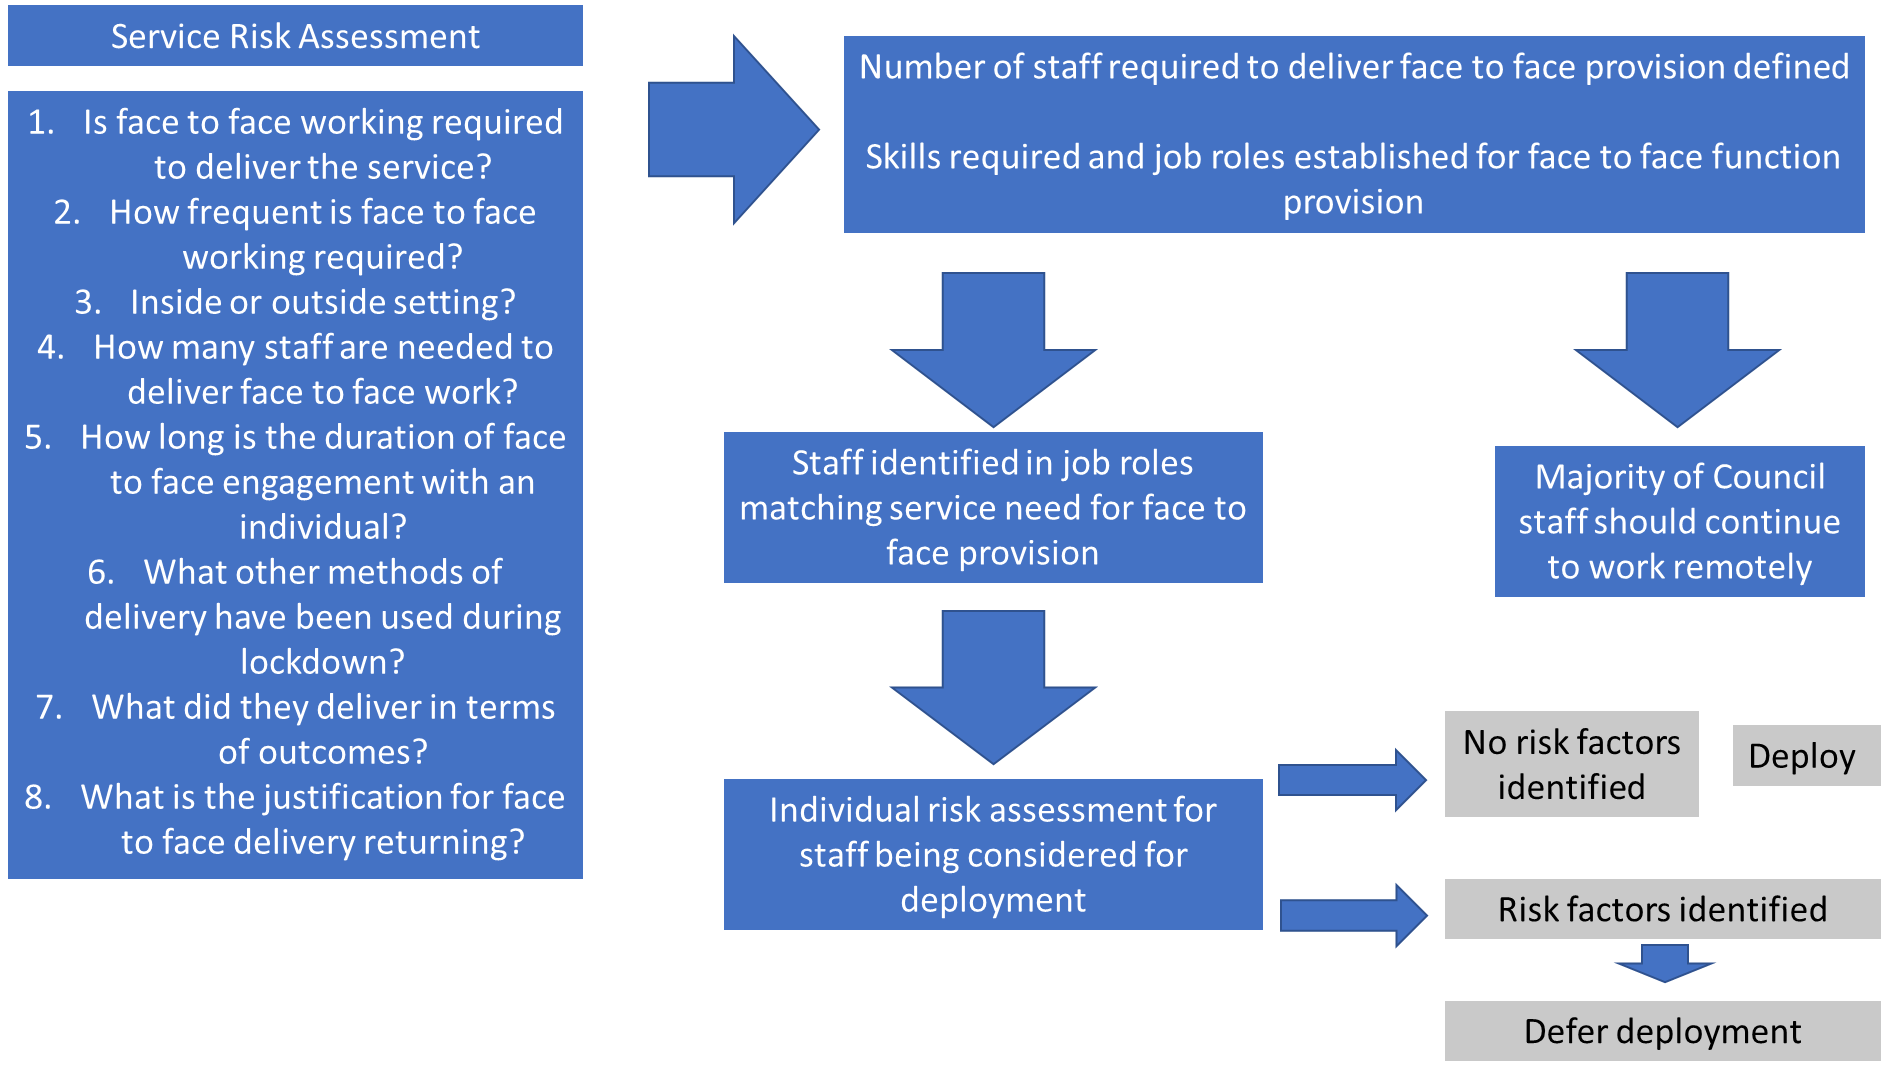 Service Risk Assessment
1. Is face to face working required
to deliver the service?
2. How frequent is face to face
working required?
3. Inside or outside setting?
4. How many staff are needed to
deliver face to face work?
5. How long is the duration of face
to face engagement with an
individual?
6. What other methods of
delivery have been used during
lockdown?
7. What did they deliver in terms
of outcomes?
8. What is the justification for face
to face delivery returning?
Number of staff required to deliver face to face provision defined
Skills required and job roles established for face to face function
provision
Staff identified in job roles
matching service need for face to
face provision
Majority of Council
staff should continue
to work remotely
Individual risk assessment for
staff being considered for
deployment
No risk factors
identified
Deploy
Risk factors identified
Defer deployment